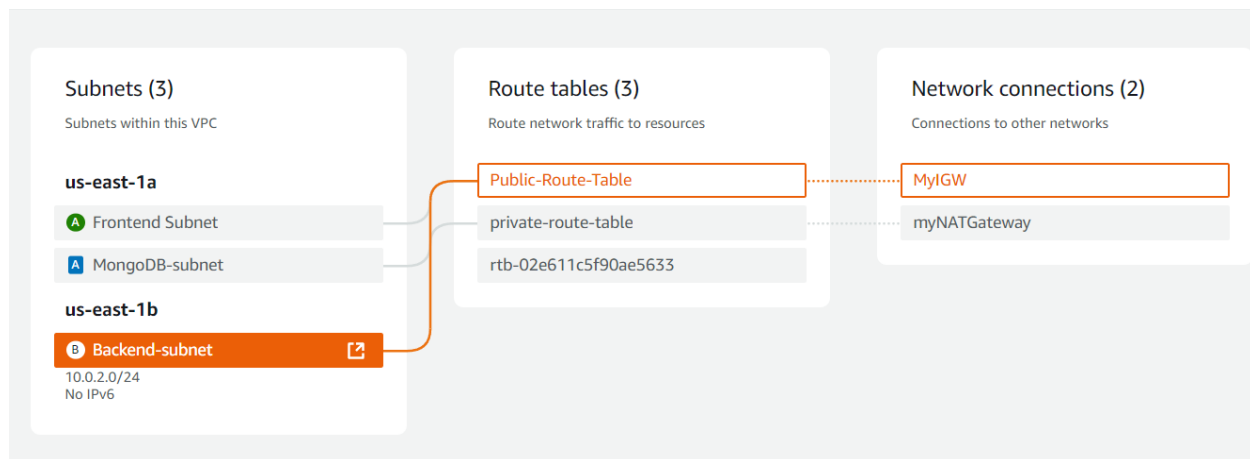 Subnets (3)
Subnets within this VPC
us-east-1a
A Frontend Subnet
A MongoDB-subnet
us-east-1b
B Backend-subnet
10.0.2.0/24
No IPv6
Route tables (3)
Route network traffic to resources
Public-Route-Table
private-route-table
rtb-02e611c5f90ae5633
Network connections (2)
Connections to other networks
MyIGW
myNATGateway